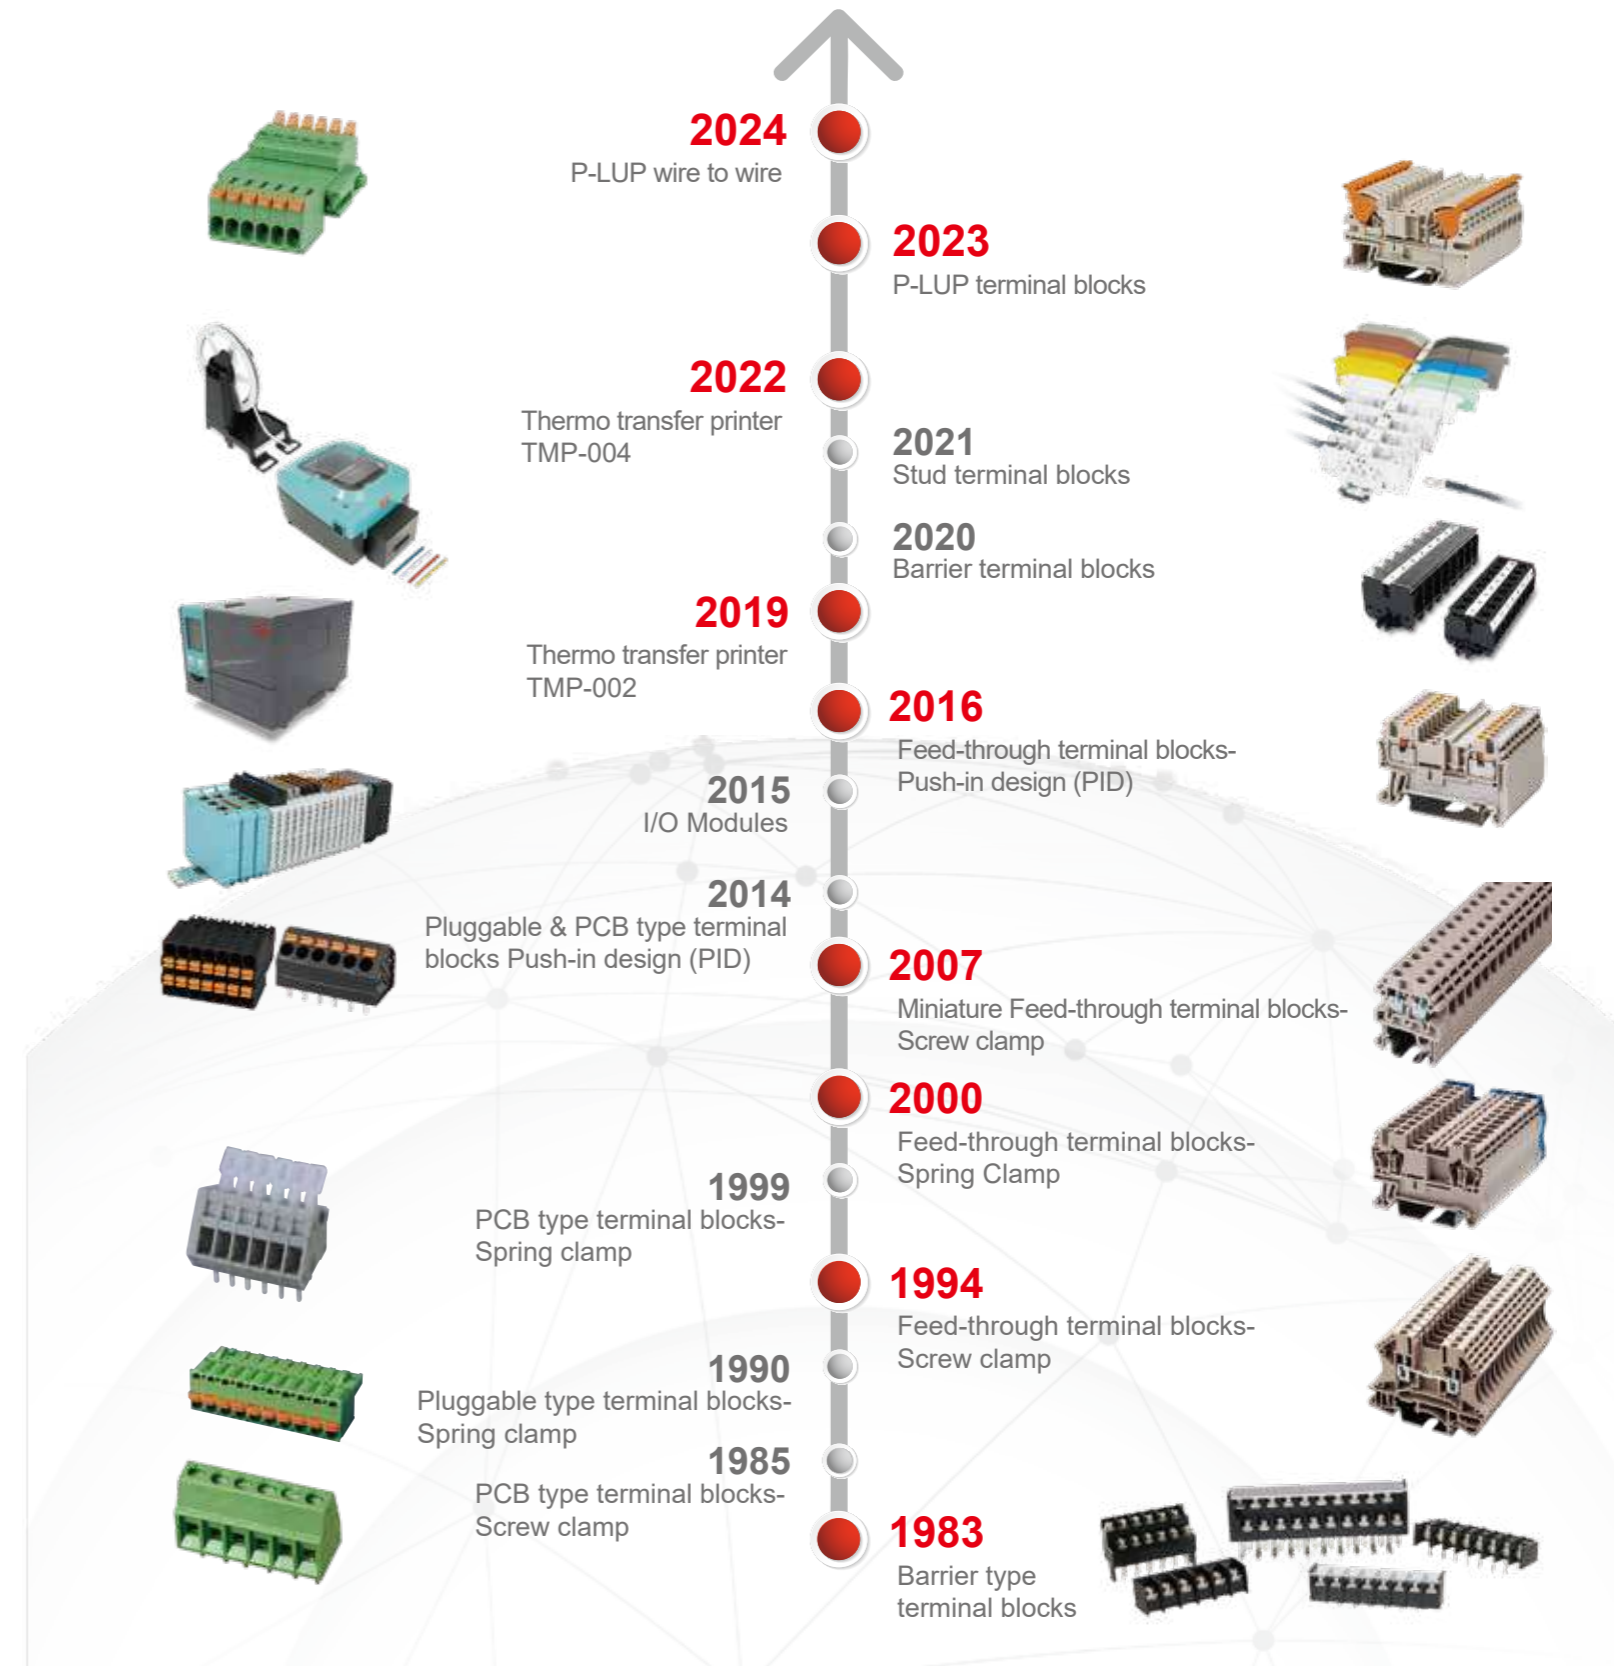 2024
P-LUP wire to wire
2023
P-LUP terminal blocks
2022
Thermo transfer printer
TMP-004
2021
Stud terminal blocks
2020
Barrier terminal blocks
2019
Thermo transfer printer
TMP-002
2016
Feed-through terminal blocks-
Push-in design (PID)
2015
I/O Modules
2014
Pluggable & PCB type terminal
blocks Push-in design (PID)
2007
Miniature Feed-through terminal blocks-
Screw clamp
2000
Feed-through terminal blocks-
Spring Clamp
1999
PCB type terminal blocks-
Spring clamp
1994
Feed-through terminal blocks-
Screw clamp
1990
Pluggable type terminal blocks-
Spring clamp
1985
PCB type terminal blocks-
Screw clamp
1983
Barrier type
terminal blocks